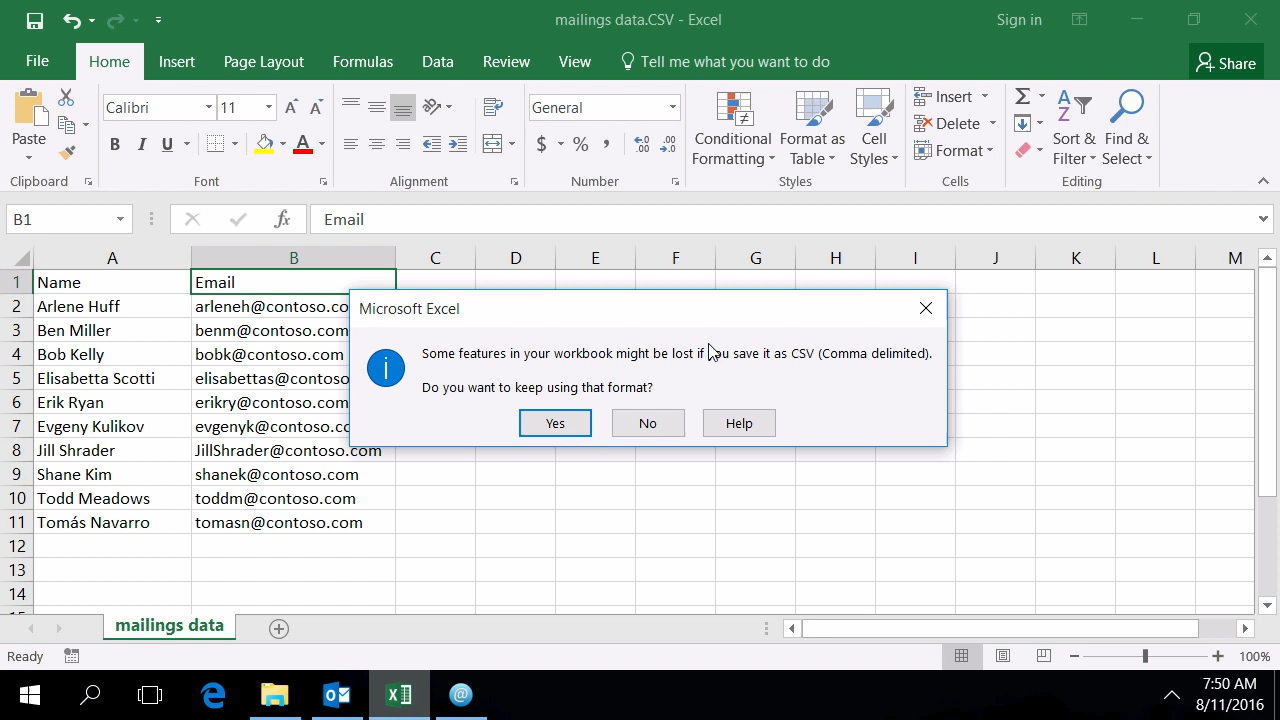 mailings data.CSV - Excel
Sign in
File Home Insert Page Layout Formulas Data Review View Tell me what you want to do Share
Paste
Calibri 11
B I U A
General
$ % ,
Conditional Formatting
Format as Table
Cell Styles
Insert
Delete
Format
Sort & Filter
Find & Select
Clipboard Font Alignment Number Styles Cells Editing
B1 fx Email
A B C D E F G H I J K L M
1 Name Email
2 Arlene Huff arleneh@contoso.co
3 Ben Miller benm@contoso.com
4 Bob Kelly bobk@contoso.com
5 Elisabetta Scotti elisabettas@contoso
6 Erik Ryan erikry@contoso.com
7 Evgeny Kulikov evgenyk@contoso.co
8 Jill Shrader JillShrader@contoso.com
9 Shane Kim shanek@contoso.com
10 Todd Meadows toddm@contoso.com
11 Tomás Navarro tomasn@contoso.com
12
13
14
Microsoft Excel
Some features in your workbook might be lost if you save it as CSV (Comma delimited).
Do you want to keep using that format?
Yes No Help
mailings data
Ready
100%
7:50 AM
8/11/2016